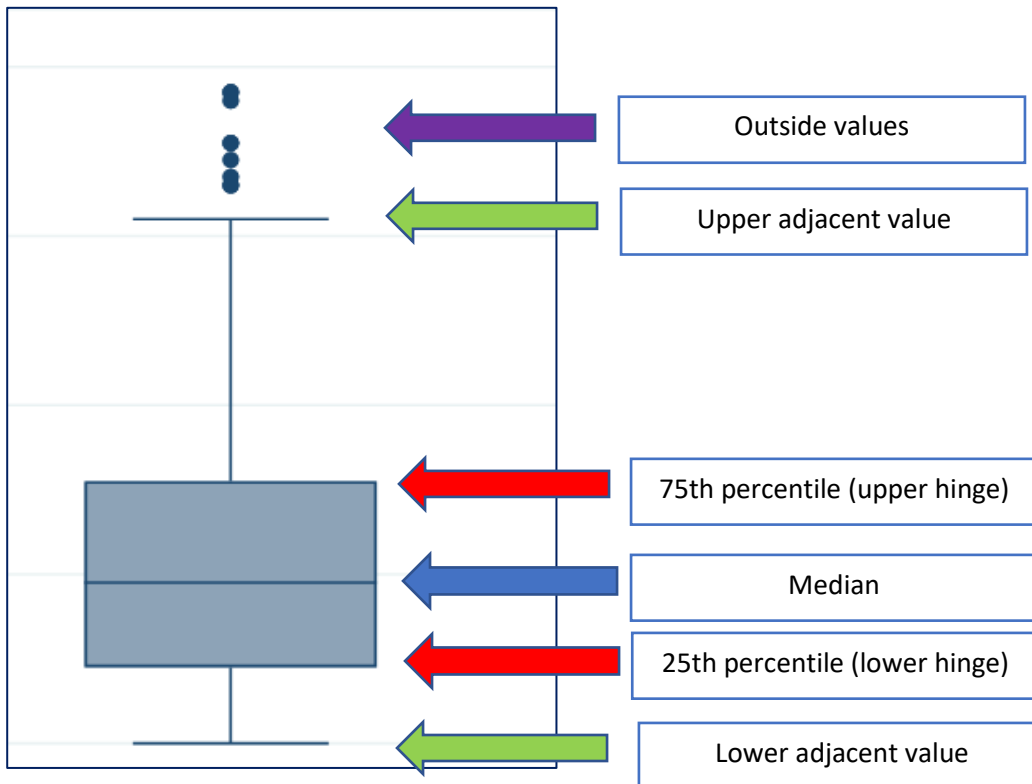 Outside values
Upper adjacent value
75th percentile (upper hinge)
Median
25th percentile (lower hinge)
Lower adjacent value